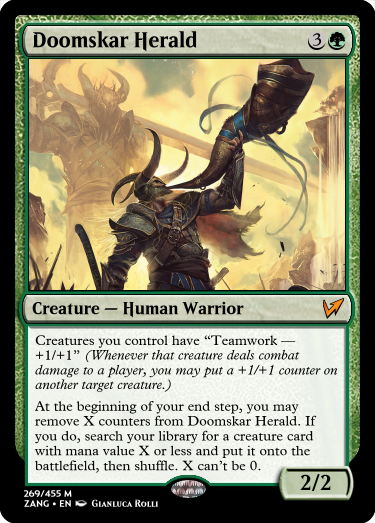 Doomskar Herald 3
Creature — Human Warrior
Creatures you control have “Teamwork —
+1/+1” (Whenever that creature deals combat
damage to a player, you may put a +1/+1 counter on
another target creature.)
At the beginning of your end step, you may
remove X counters from Doomskar Herald. If
you do, search your library for a creature card
with mana value X or less and put it onto the
battlefield, then shuffle. X can’t be 0.
2/2
269/455 M
ZANG • EN Gianluca Rolli